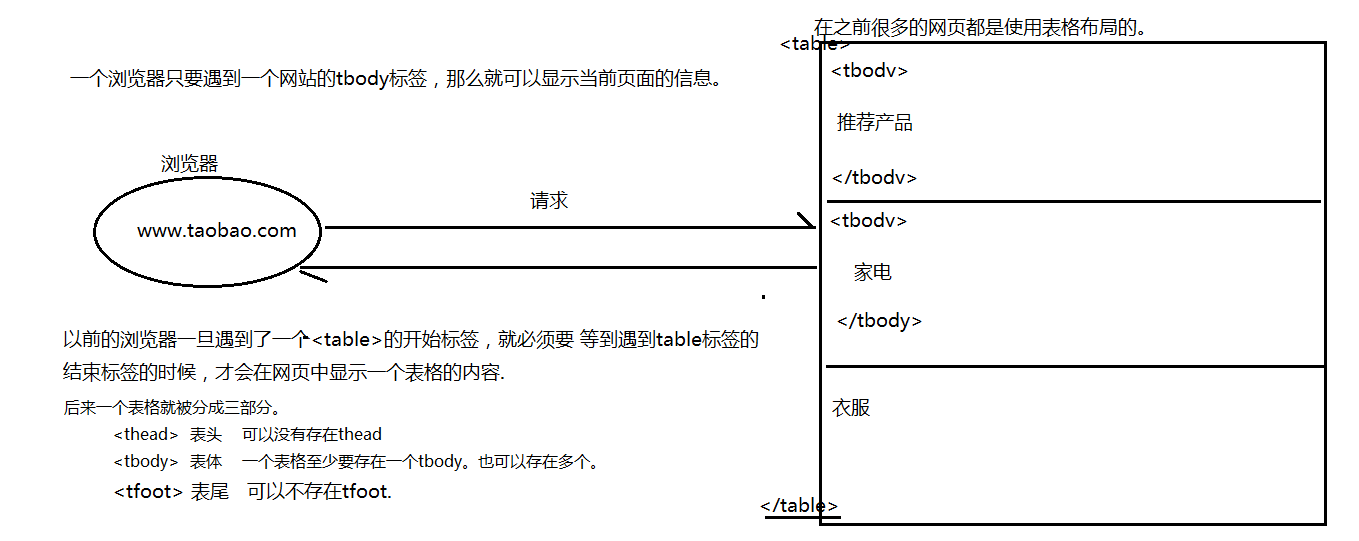 在之前很多的网页都是使用表格布局的。
<table>
一个浏览器只要遇到一个网站的tbody标签，那么就可以显示当前页面的信息。
<tbodv>
推荐产品
</tbodv>
浏览器
www.taobao.com
请求
<tbodv>
家电
</tbody>
以前的浏览器一旦遇到了一个<table>的开始标签，就必须要 等到遇到table标签的
结束标签的时候，才会在网页中显示一个表格的内容.
后来一个表格就被分成三部分。
<thead> 表头 可以没有存在thead
<tbody> 表体 一个表格至少要存在一个tbody。也可以存在多个。
<tfoot> 表尾 可以不存在tfoot.
衣服
</table>